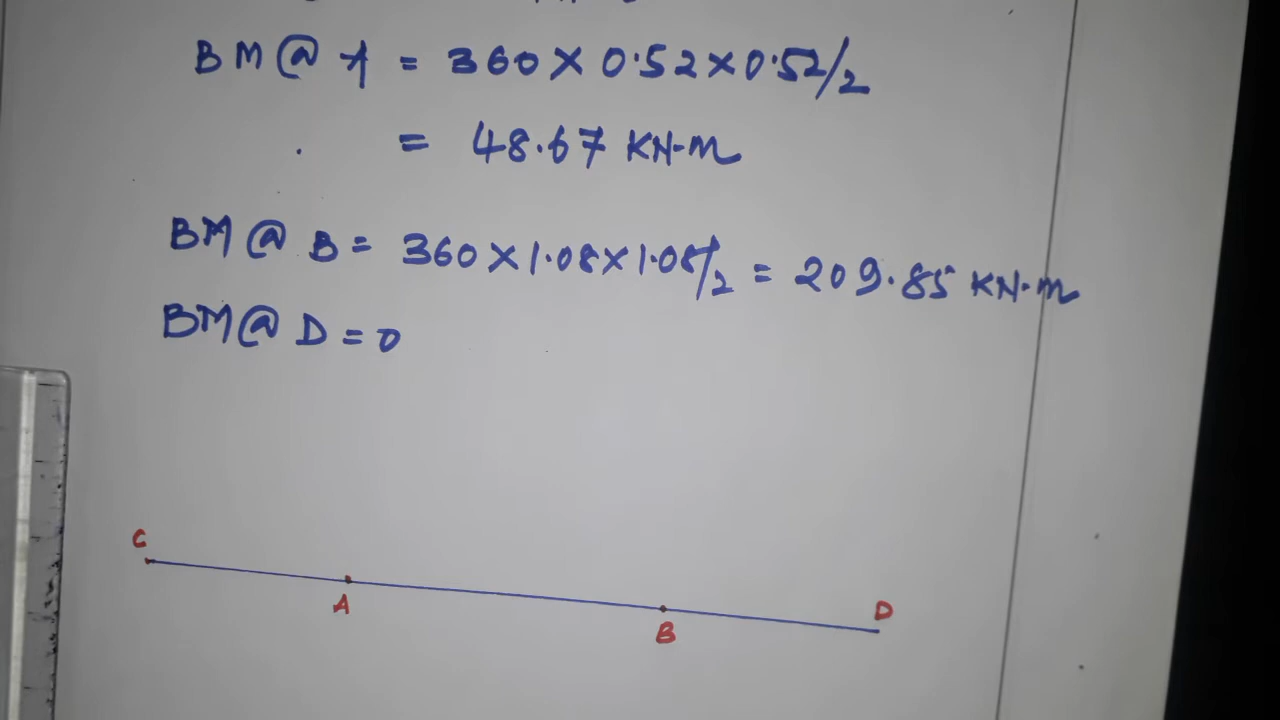 BM@ A = 360 × 0.52 × 0.52/2
= 48.67 KN-m
BM@ B = 360 × 1.08 × 1.08/2 = 209.85 KN-m
BM@ D = 0
C
A
B
D